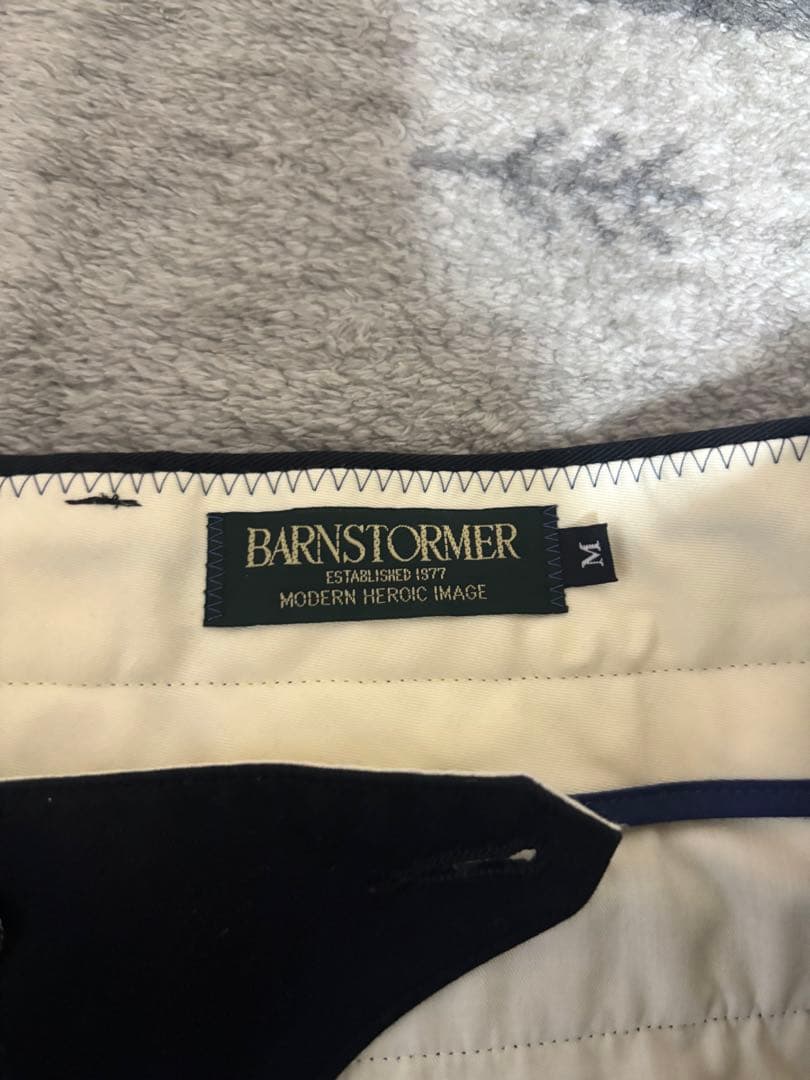 BARNSTORMER
ESTABLISHED 1977
MODERN HEROIC IMAGE
M